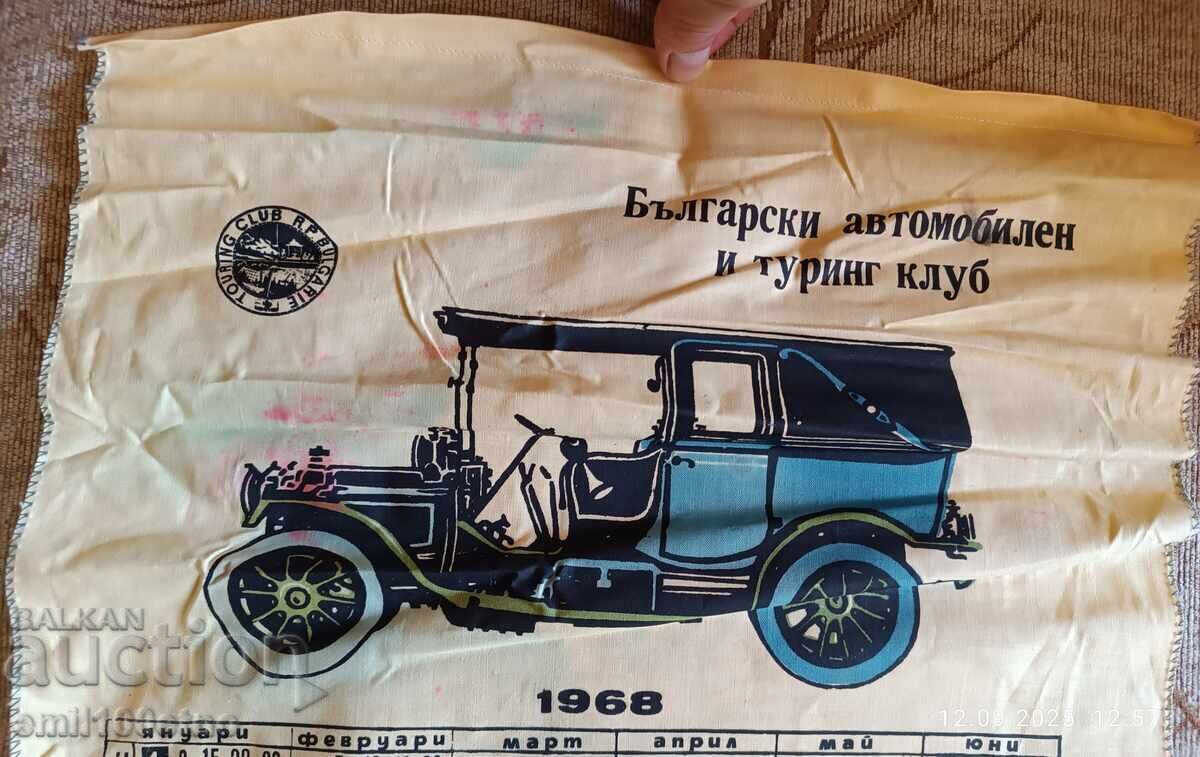 TOURING CLUB RP BULGARIE
Български автомобилен
и туринг клуб
1968
януари февруари март април май юни
BALKAN
auction
12.09.2025 12:57